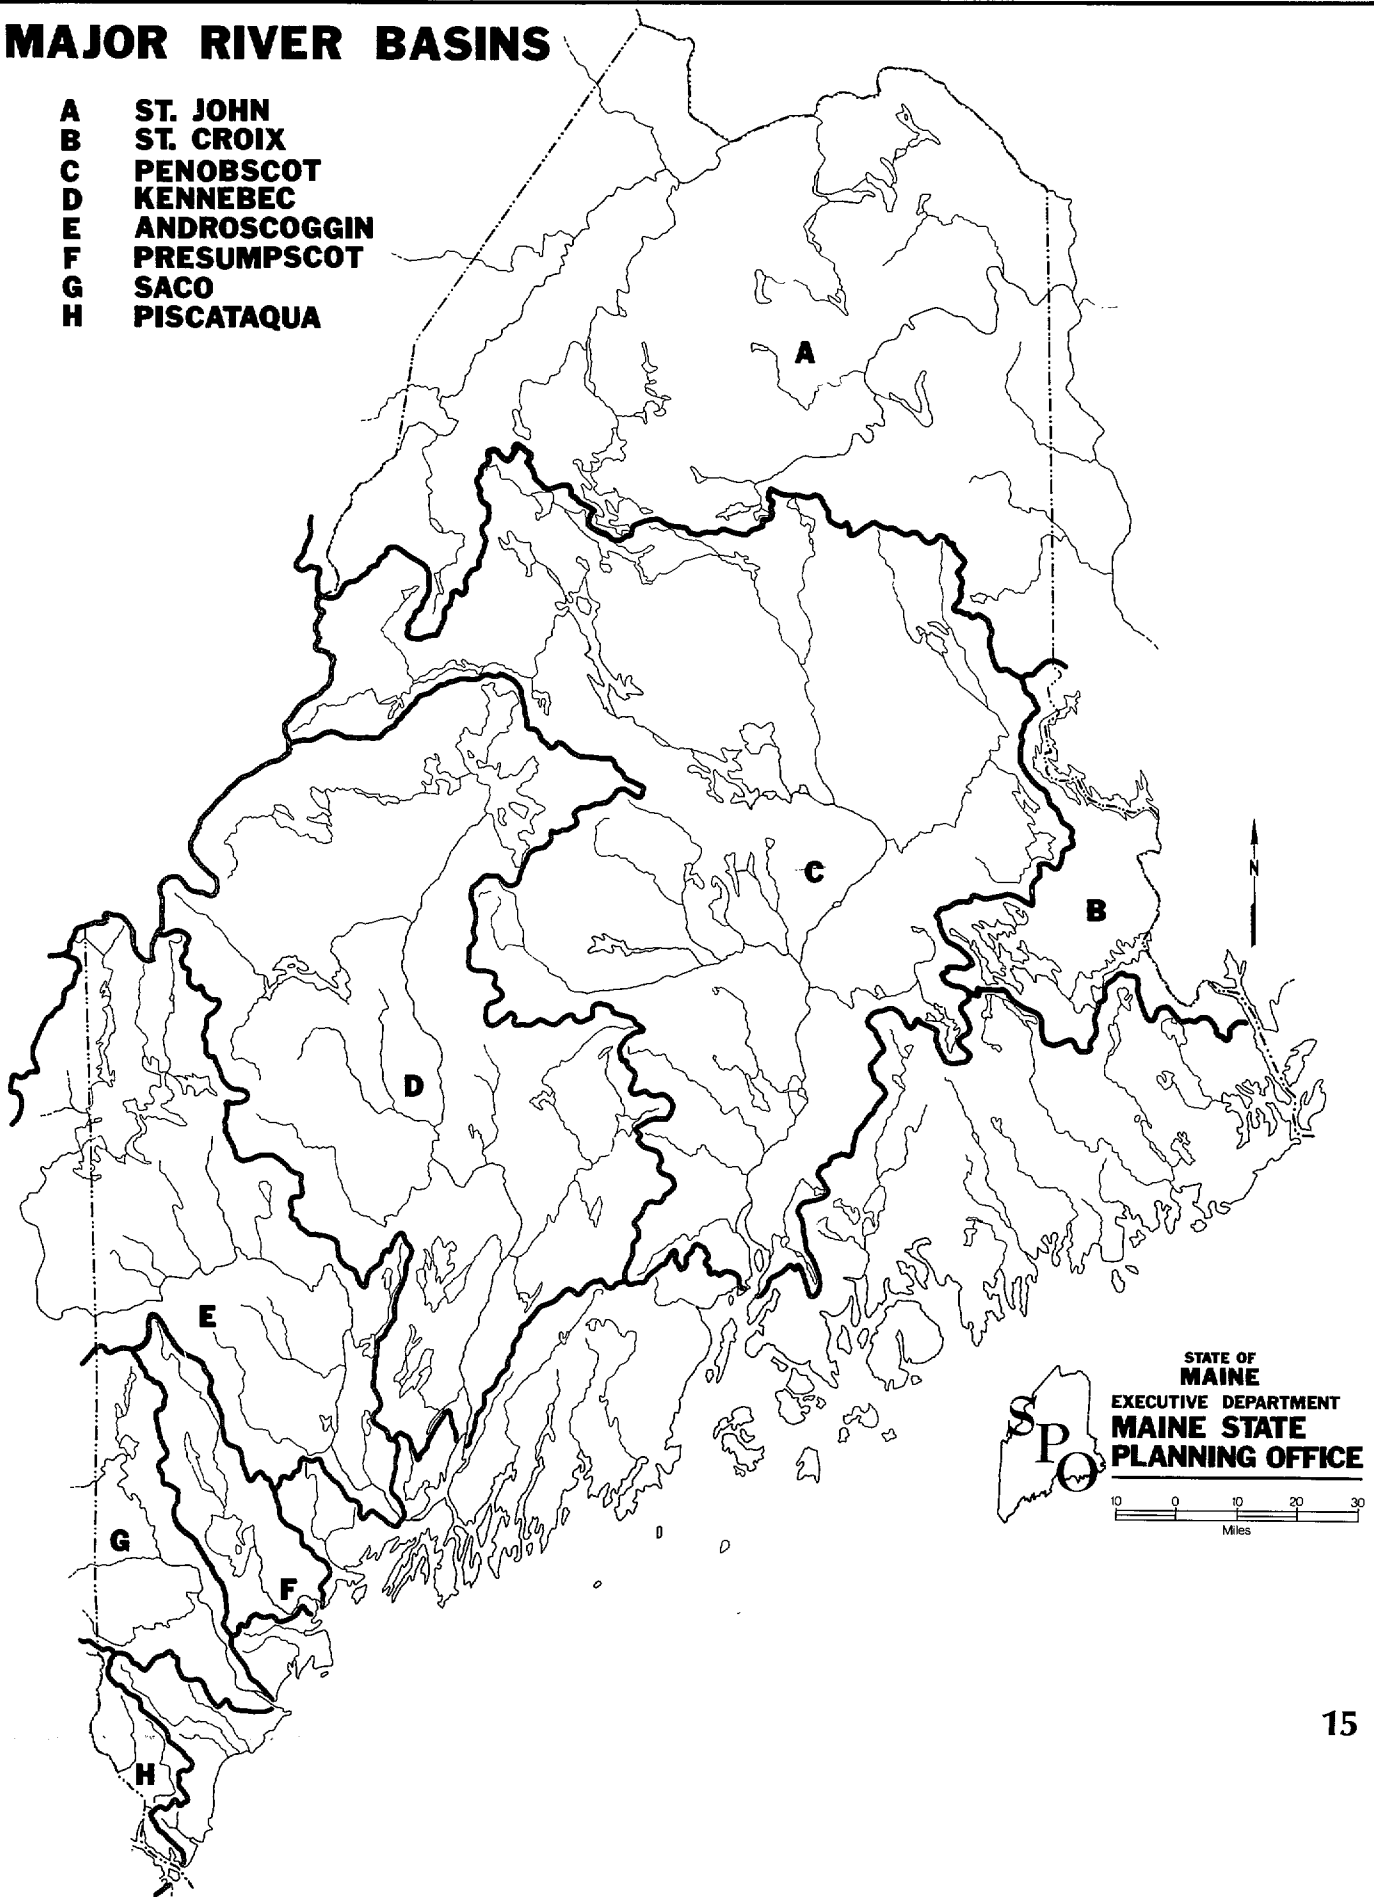 MAJOR RIVER BASINS
A ST. JOHN
B ST. CROIX
C PENOBSCOT
D KENNEBEC
E ANDROSCOGGIN
F PRESUMPSCOT
G SACO
H PISCATAQUA
A
C
B
N
D
E
G
F
H
SPO
STATE OF
MAINE
EXECUTIVE DEPARTMENT
MAINE STATE
PLANNING OFFICE
10 0 10 20 30
Miles
15